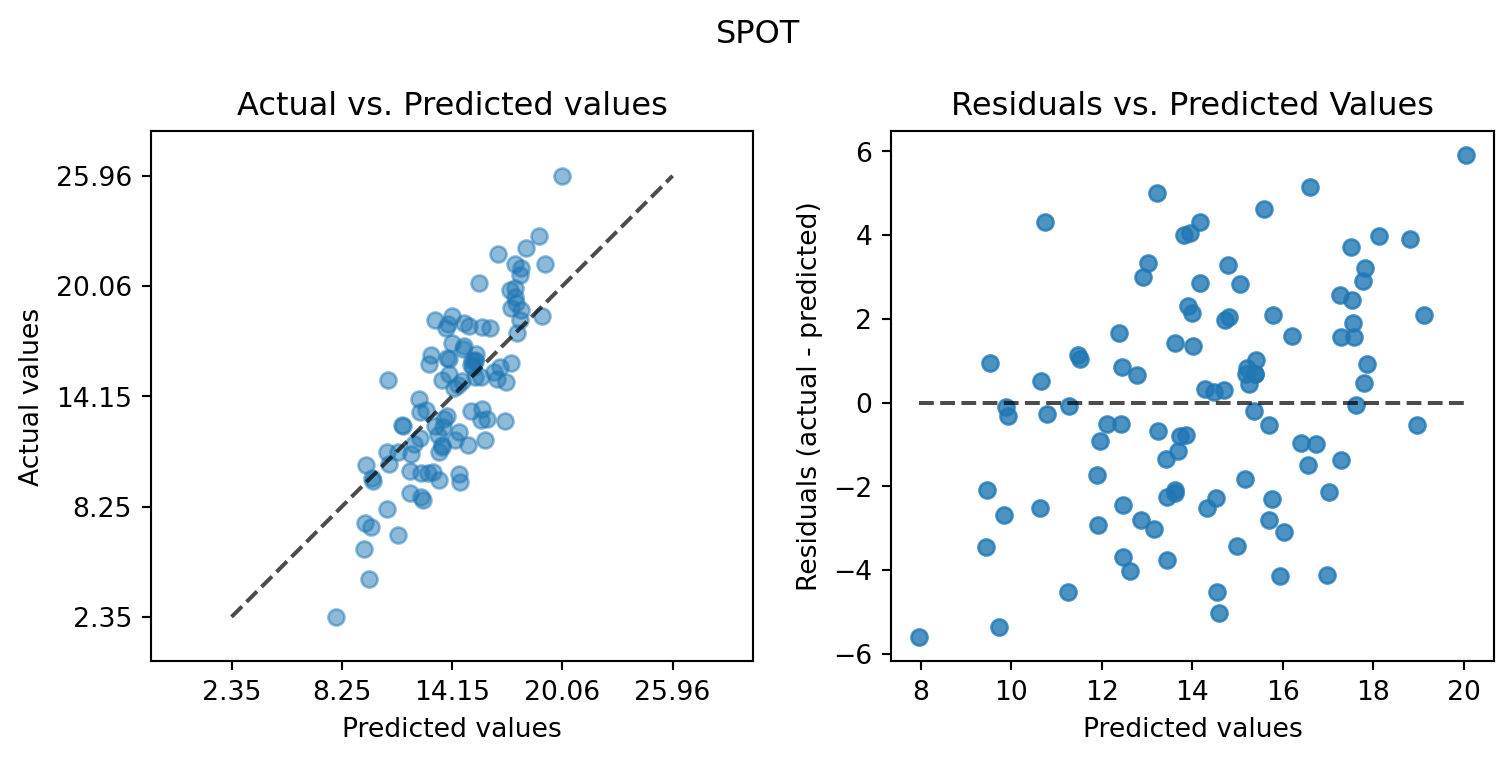 SPOT
Actual vs. Predicted values
Actual values
25.96
20.06
14.15
8.25
2.35
2.35 8.25 14.15 20.06 25.96
Predicted values
Residuals vs. Predicted Values
Residuals (actual - predicted)
6
4
2
0
−2
−4
−6
8 10 12 14 16 18 20
Predicted values